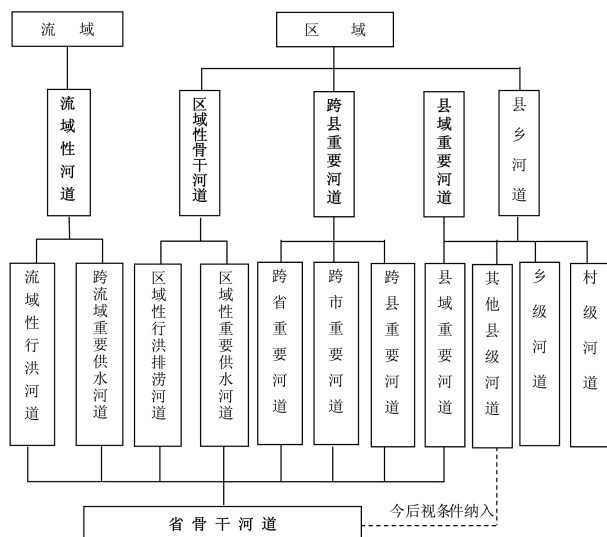 流 域
区 域
流域性河道
区域性骨干河道
跨县重要河道
县域重要河道
县乡河道
流域性行洪河道
跨流域重要供水河道
区域性行洪排涝河道
区域性重要供水河道
跨省重要河道
跨市重要河道
跨县重要河道
县域重要河道
其他县级河道
乡级河道
村级河道
今后视条件纳入
省骨干河道